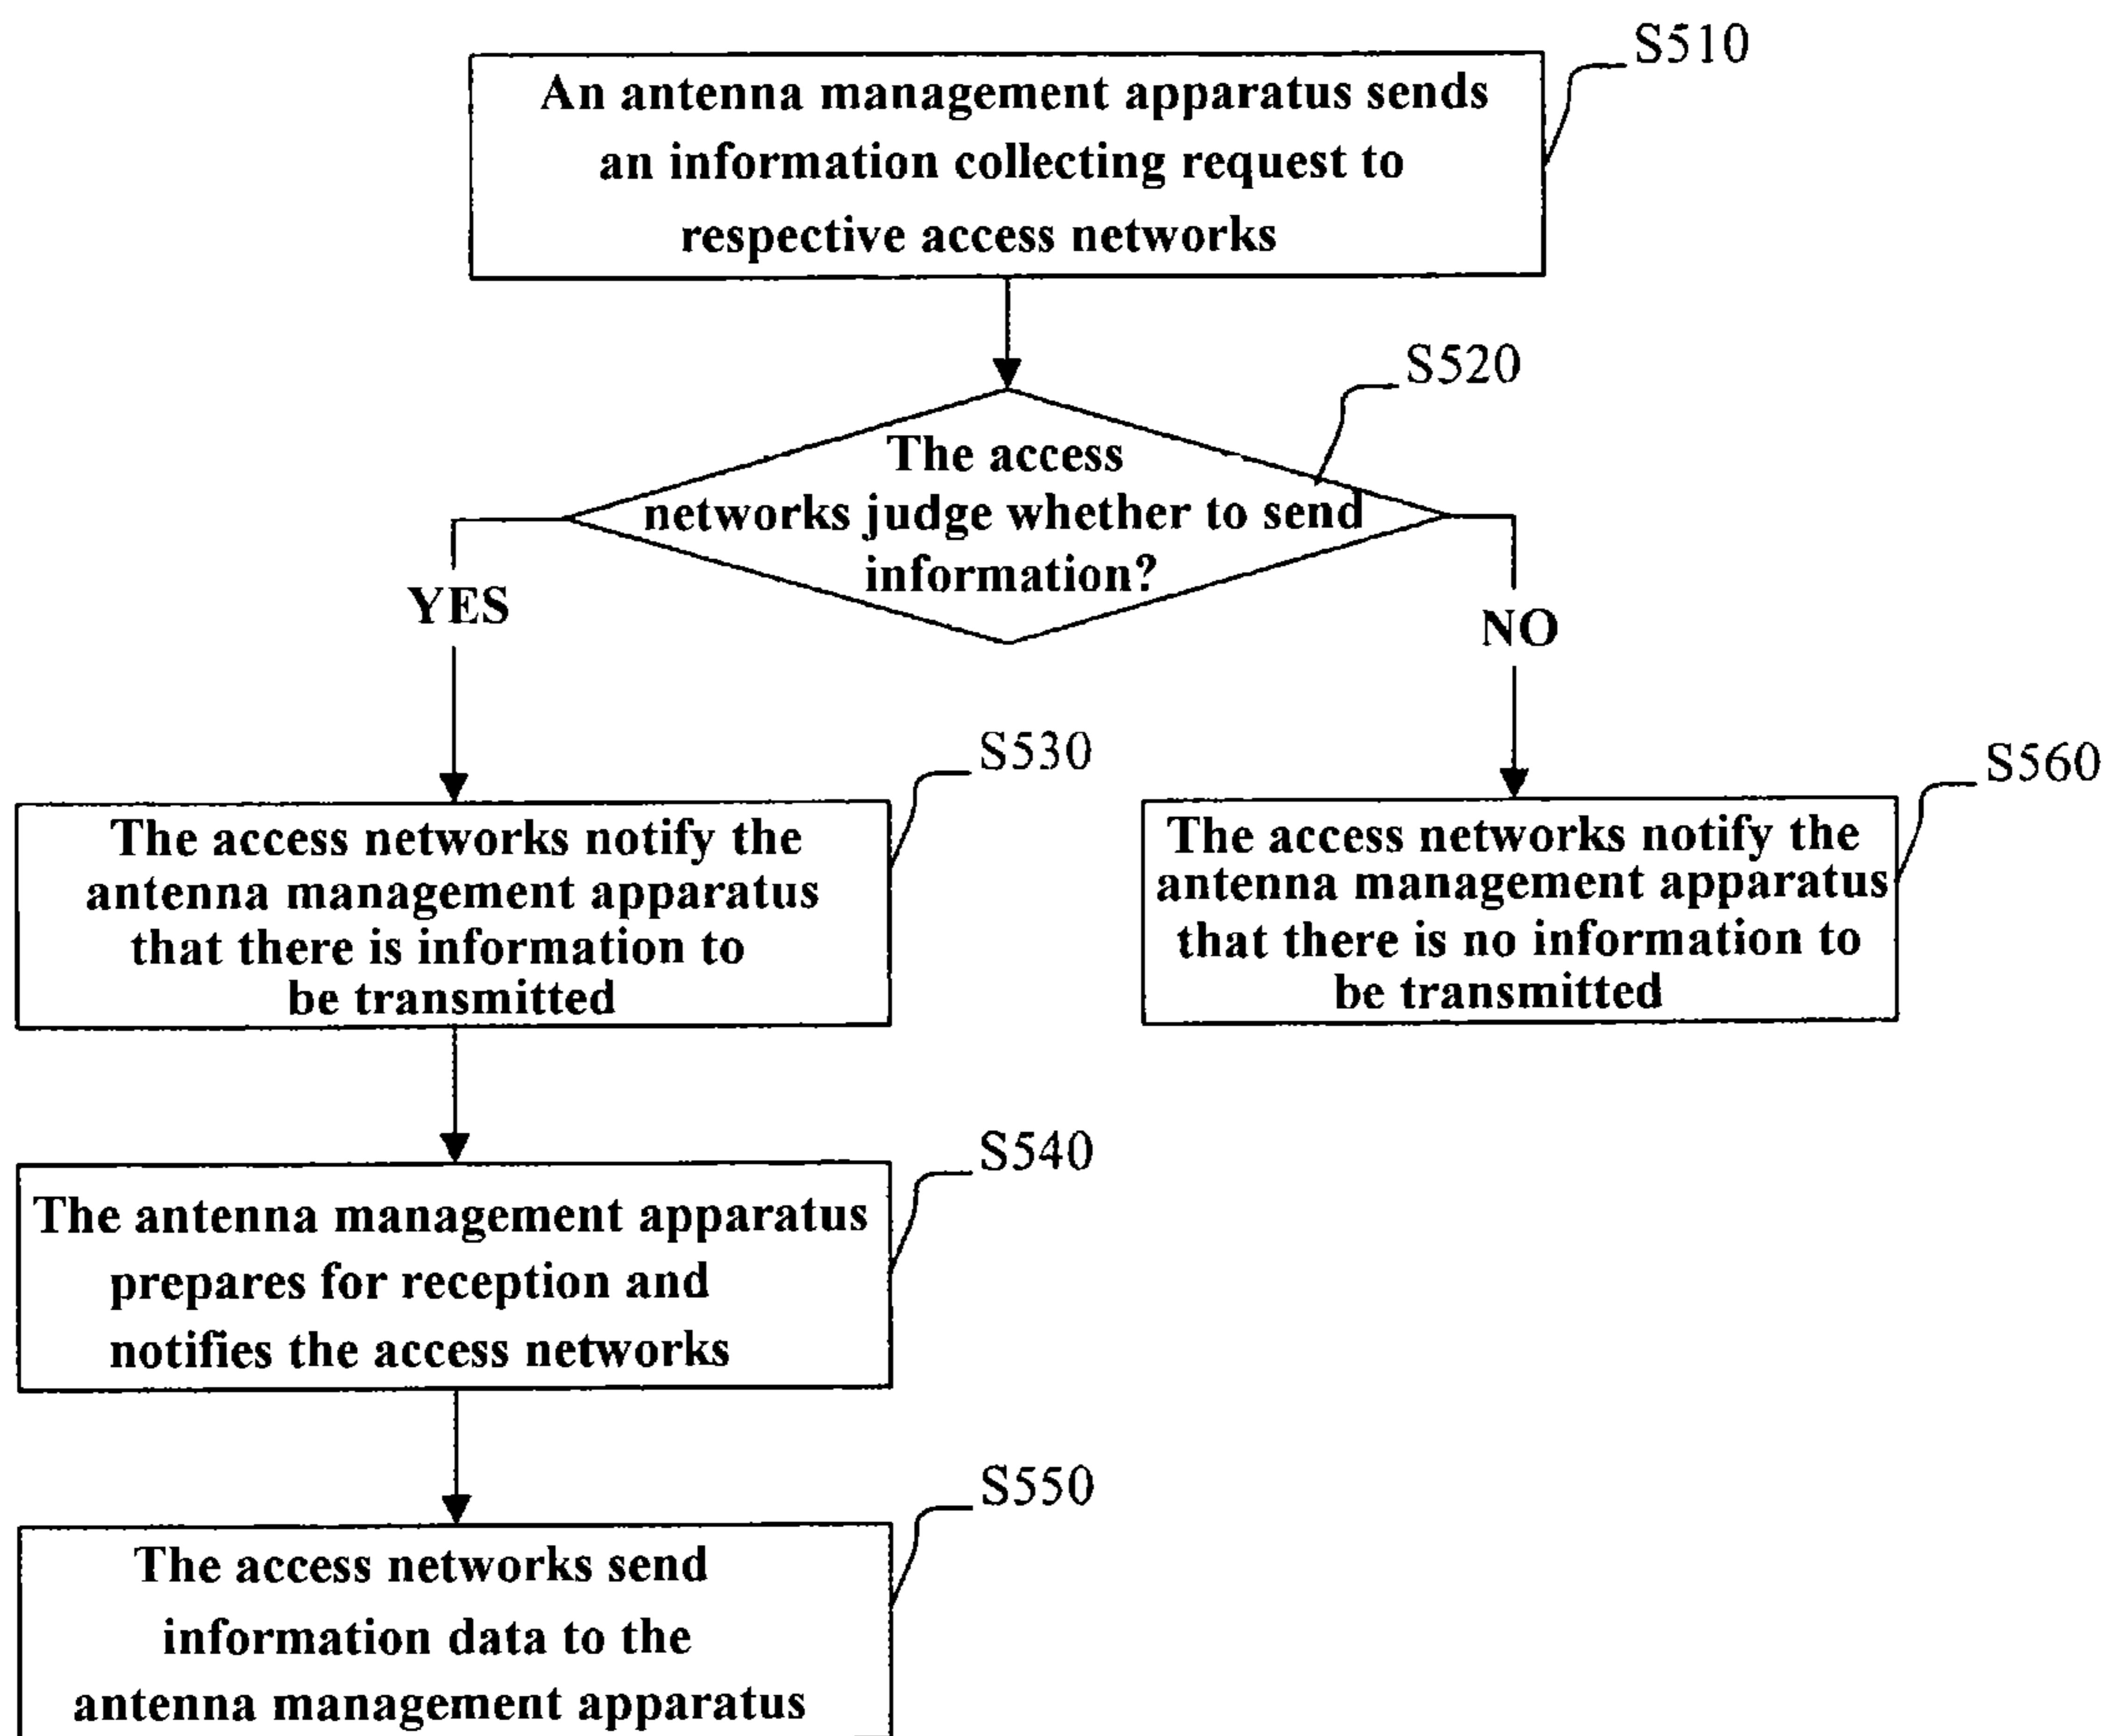 S510
An antenna management apparatus sends
an information collecting request to
respective access networks
S520
The access
networks judge whether to send
information?
YES
NO
S530
The access networks notify the
antenna management apparatus
that there is information to
be transmitted
S560
The access networks notify the
antenna management apparatus
that there is no information to
be transmitted
S540
The antenna management apparatus
prepares for reception and
notifies the access networks
S550
The access networks send
information data to the
antenna management apparatus